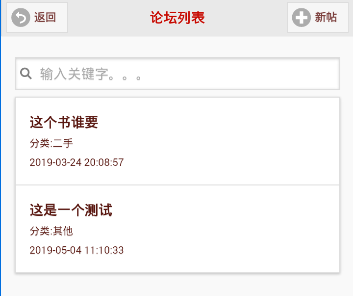 返回
论坛列表
新帖
输入关键字。。。
这个书谁要
分类:二手
2019-03-24 20:08:57
这是一个测试
分类:其他
2019-05-04 11:10:33